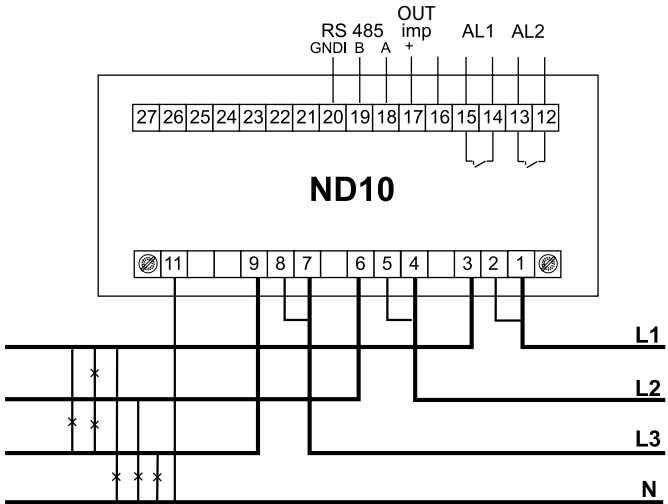 OUT
RS 485 imp AL1 AL2
GNDI B A +
27 26 25 24 23 22 21 20 19 18 17 16 15 14 13 12
ND10
11 9 8 7 6 5 4 3 2 1
L1
L2
L3
N